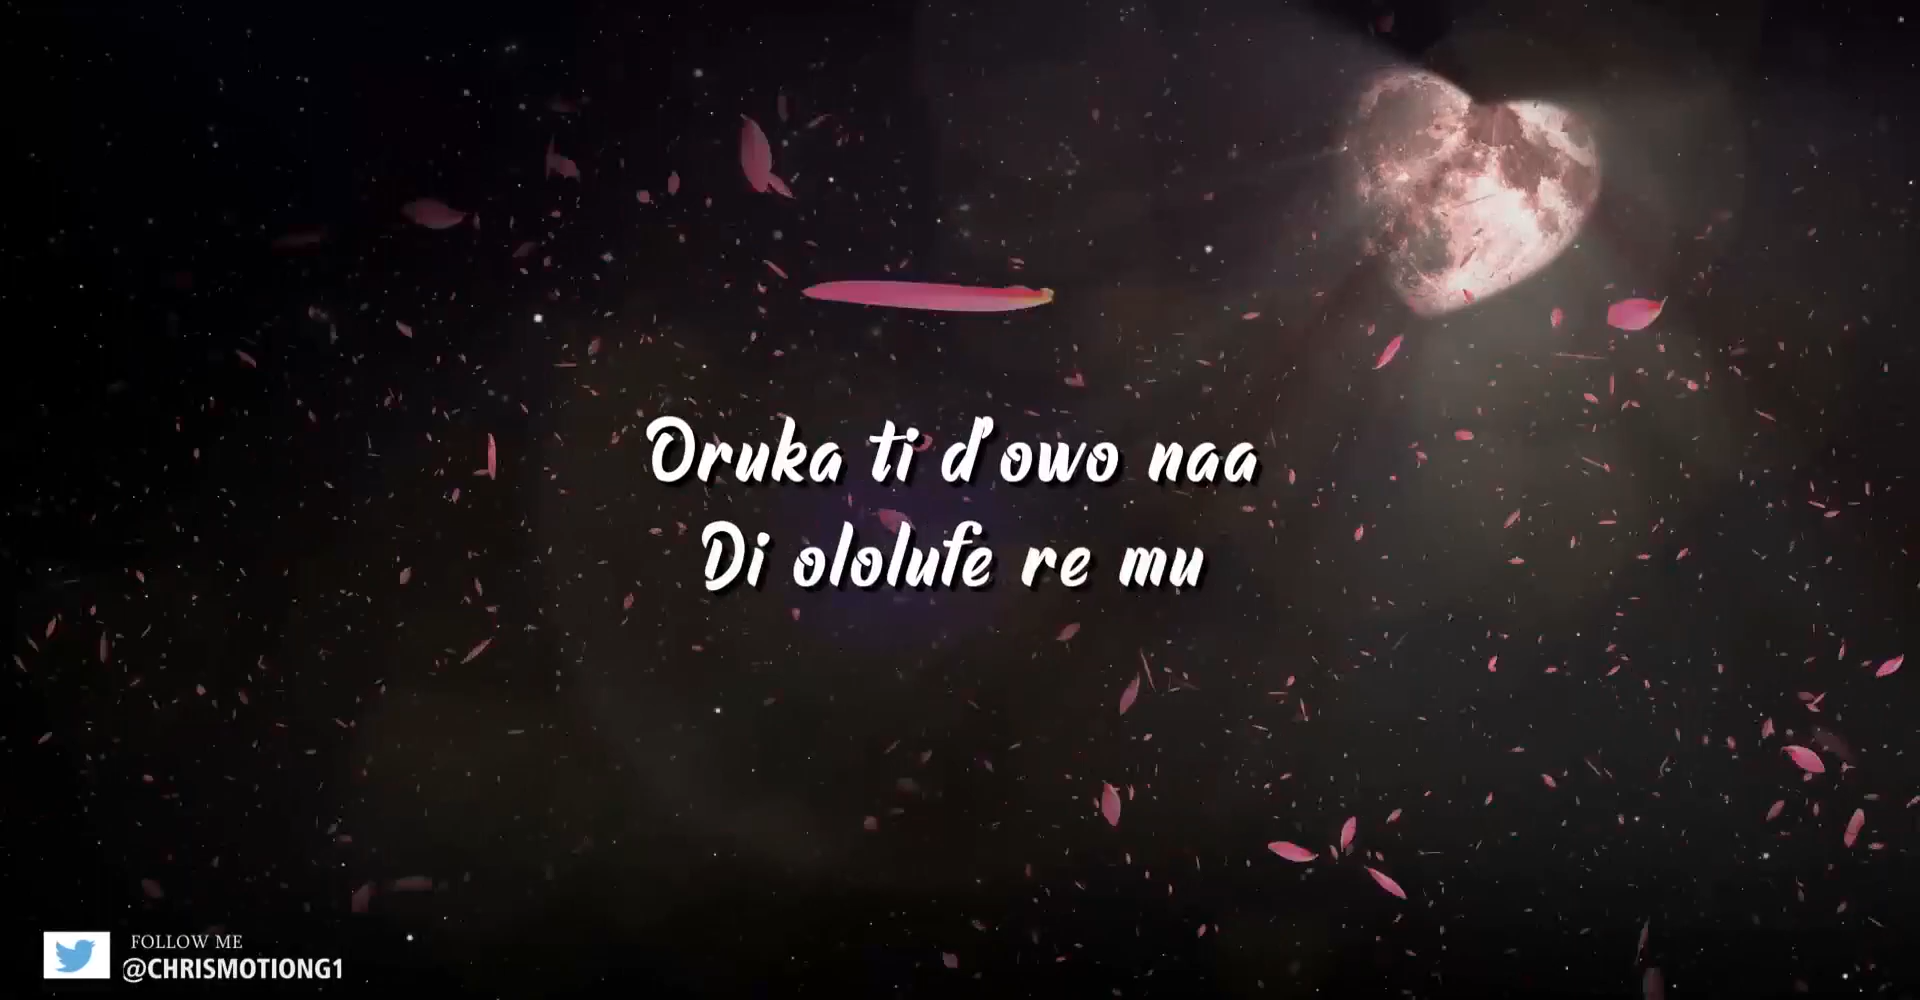 Oruka ti d'owo naa
Di ololufe re mu
FOLLOW ME
@CHRISMOTIONG1